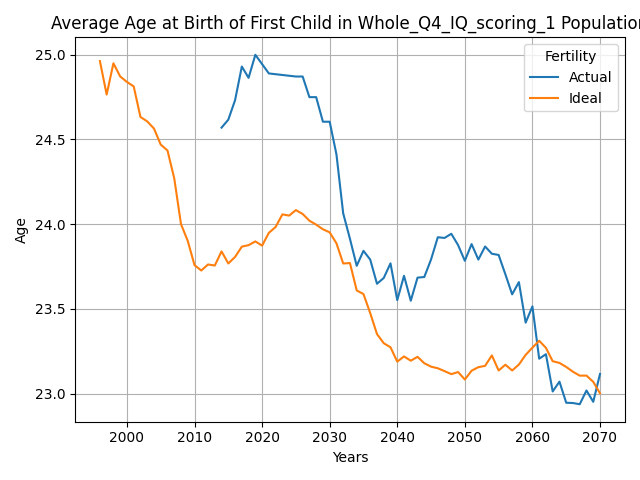 Average Age at Birth of First Child in Whole_Q4_IQ_scoring_1 Population
25.0
24.5
24.0
23.5
23.0
Age
2000
2010
2020
2030
2040
2050
2060
2070
Years
Fertility
Actual
Ideal